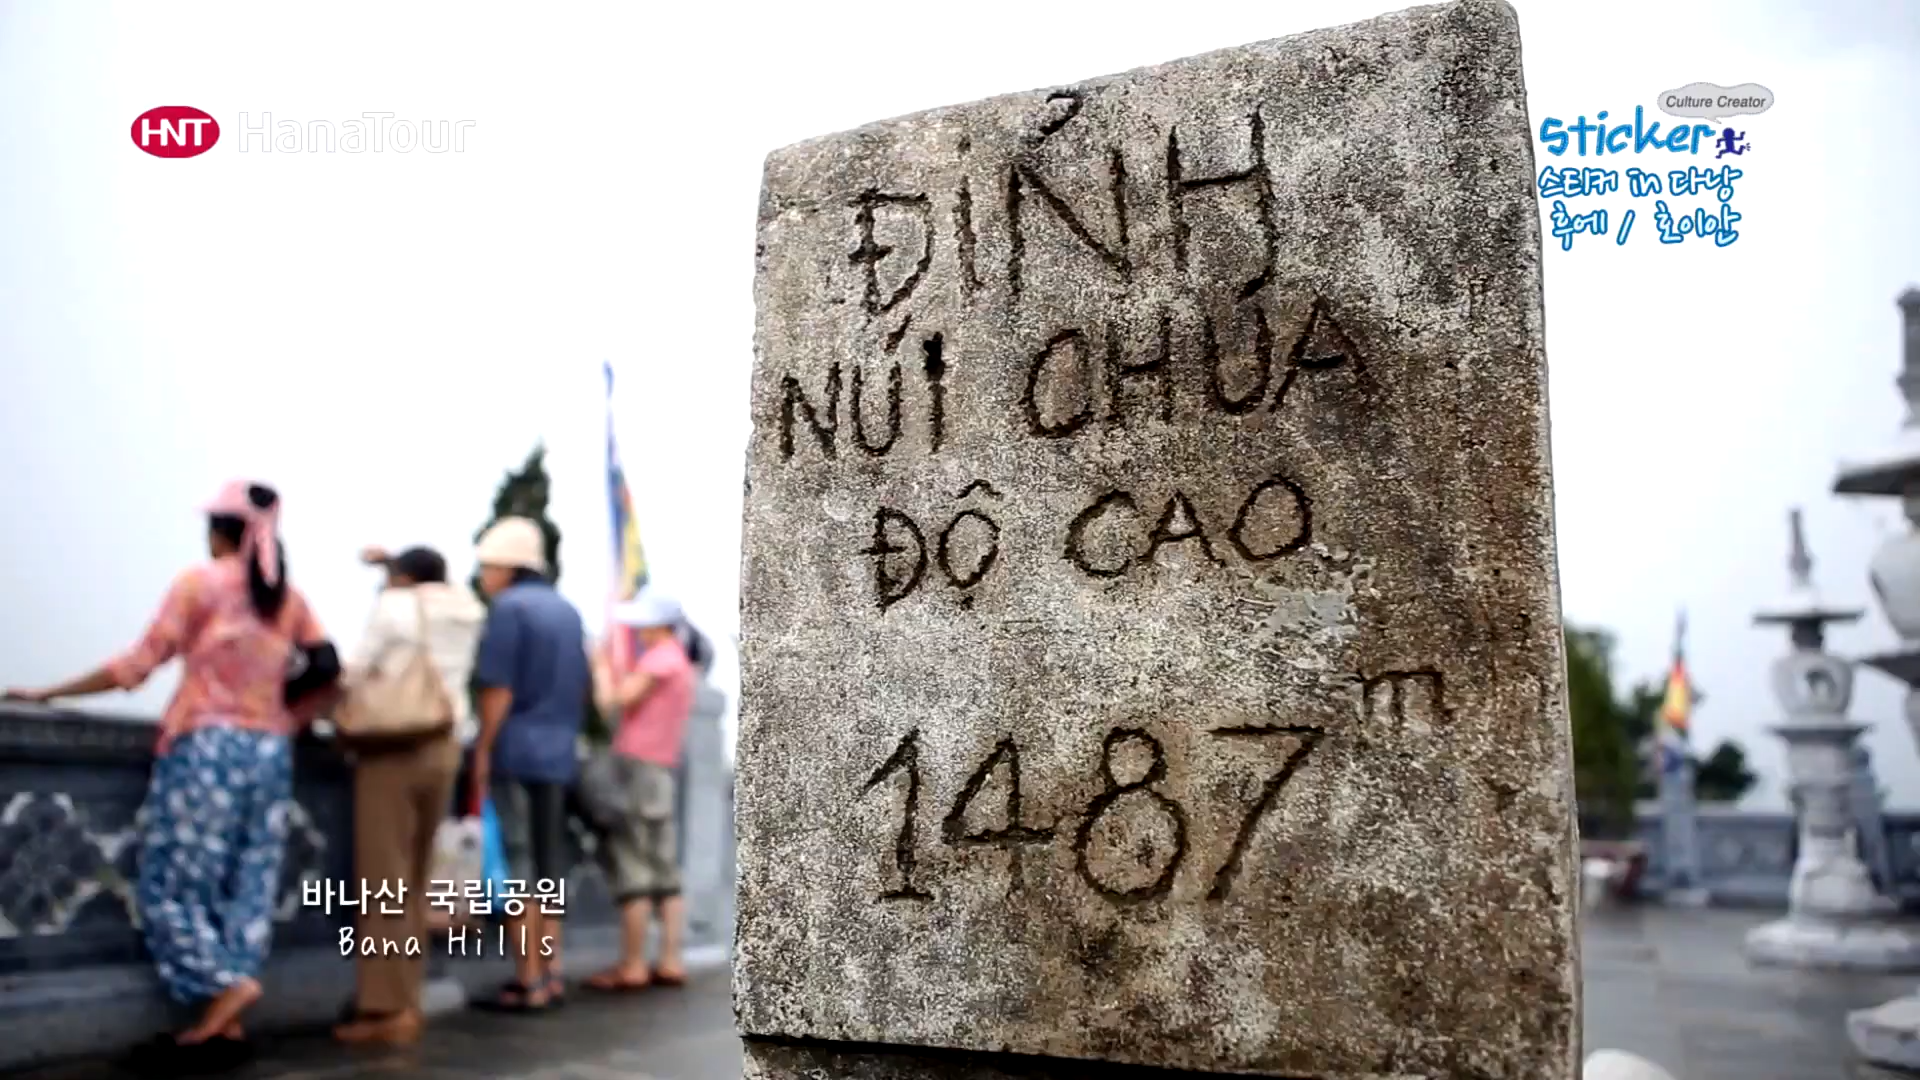 HNT HanaTour
Culture Creator
Sticker
스티커 in 다낭
후에 / 호이안
ĐỈNH
NÚI CHÚA
ĐỘ CAO
1487 m
바나산 국립공원
Bana Hills